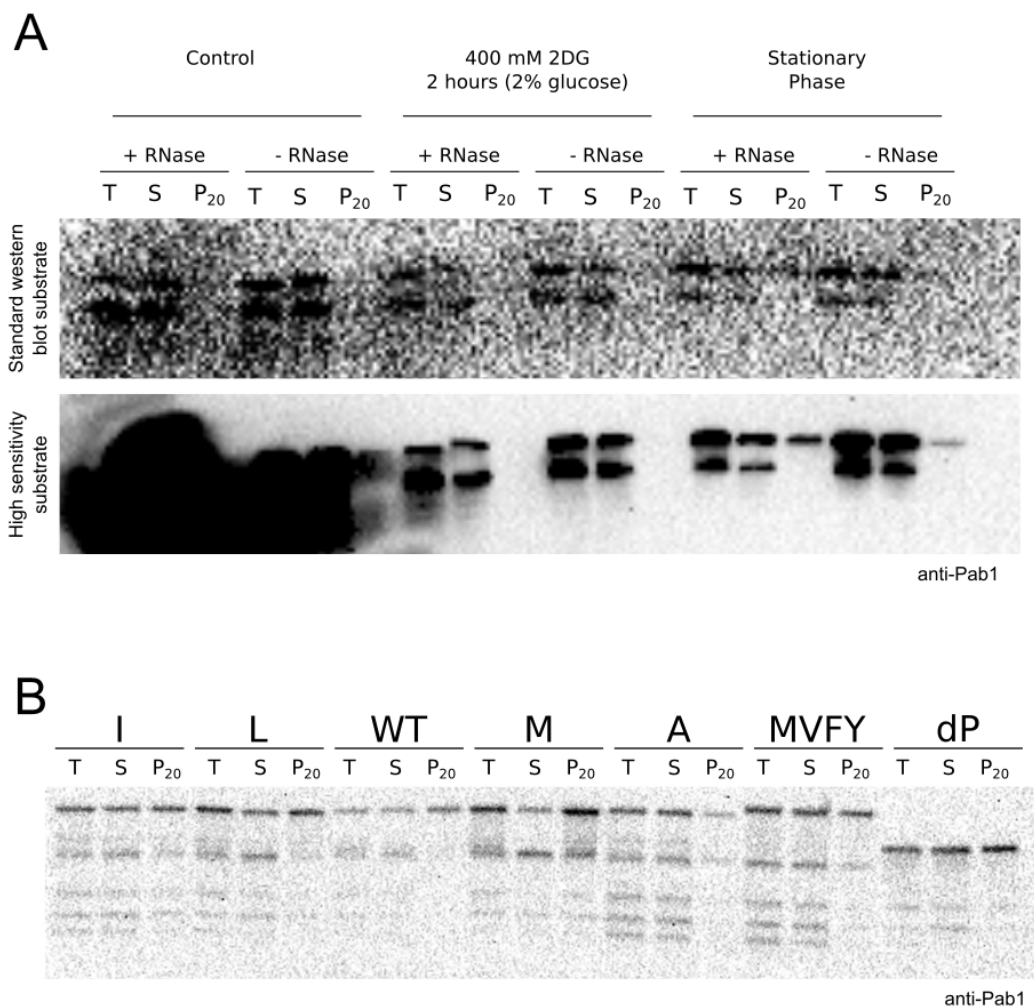 A
Control
400 mM 2DG
2 hours (2% glucose)
Stationary
Phase
+ RNase - RNase + RNase - RNase + RNase - RNase
T S P20 T S P20 T S P20 T S P20 T S P20 T S P20
Standard western
blot substrate
High sensitivity
substrate
anti-Pab1
B
I L WT M A MVFY dP
T S P20 T S P20 T S P20 T S P20 T S P20 T S P20 T S P20
anti-Pab1